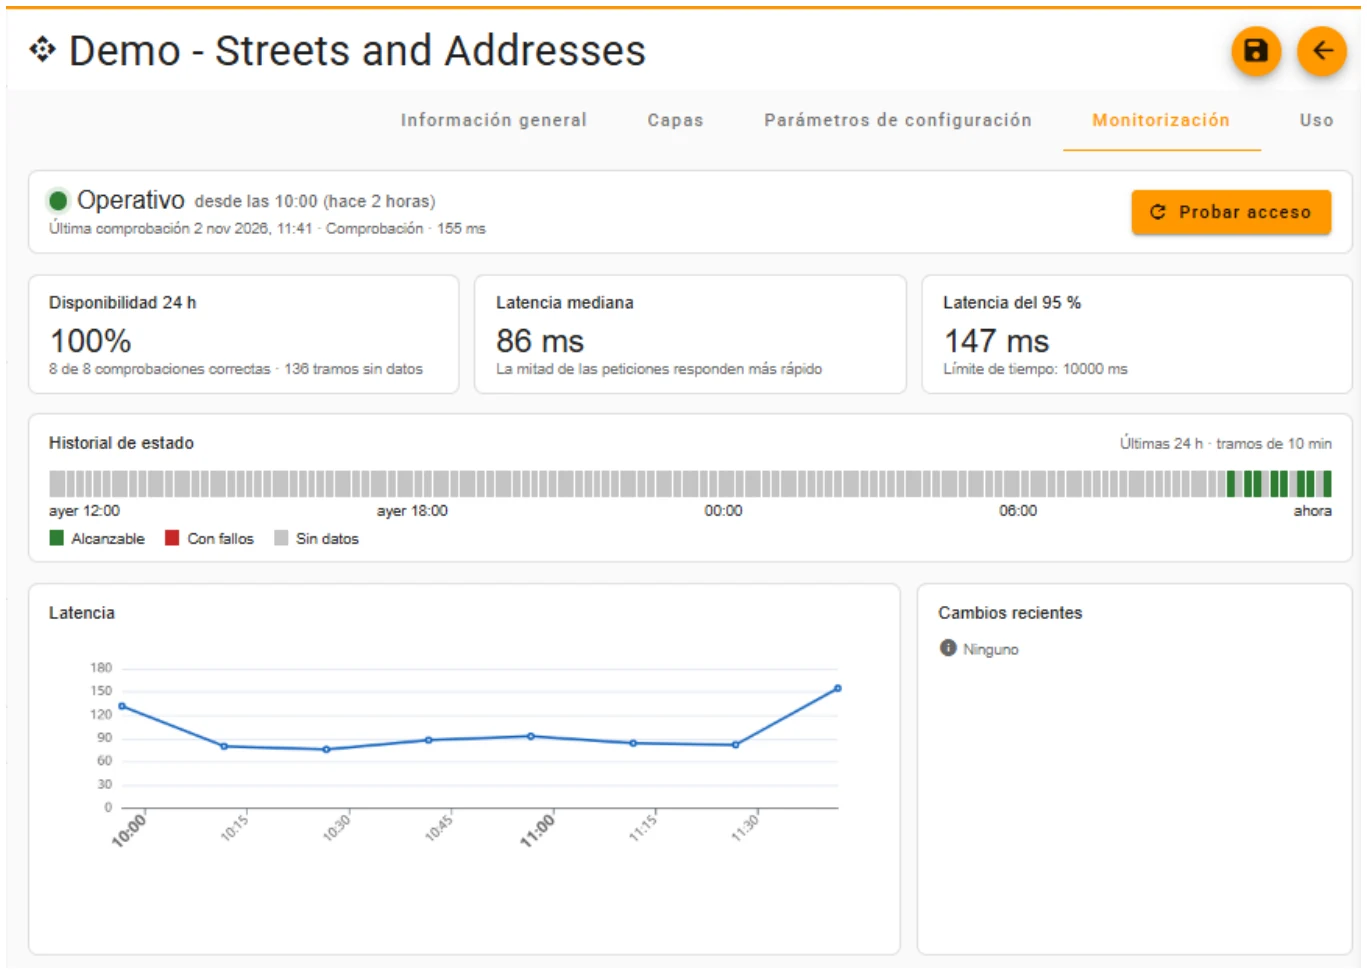 Demo - Streets and Addresses
Información general
Capas
Parámetros de configuración
Monitorización
Uso
Operativo desde las 10:00 (hace 2 horas)
Última comprobación 2 nov 2026, 11:41 · Comprobación · 155 ms
Probar acceso
Disponibilidad 24 h
100%
8 de 8 comprobaciones correctas · 136 tramos sin datos
Latencia mediana
86 ms
La mitad de las peticiones responden más rápido
Latencia del 95 %
147 ms
Límite de tiempo: 10000 ms
Historial de estado
Últimas 24 h · tramos de 10 min
ayer 12:00
ayer 18:00
00:00
06:00
ahora
Alcanzable
Con fallos
Sin datos
Latencia
180
150
120
90
60
30
0
10:00
10:15
10:30
10:45
11:00
11:15
11:30
Cambios recientes
Ninguno